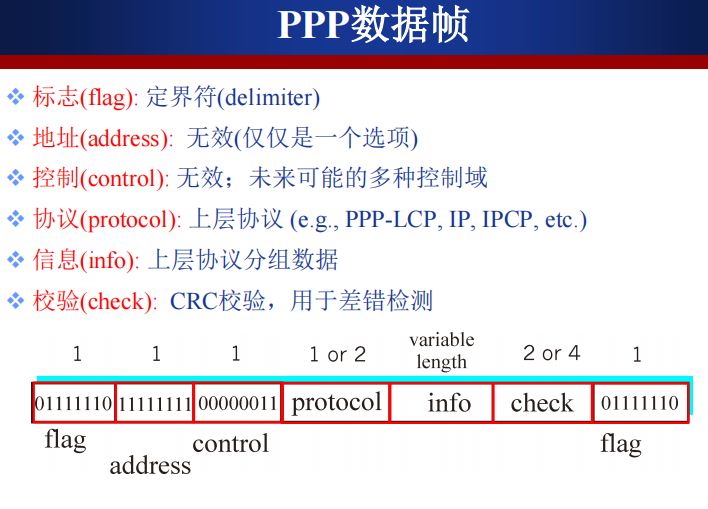 PPP数据帧
标志(flag): 定界符(delimiter)
地址(address): 无效(仅仅是一个选项)
控制(control): 无效；未来可能的多种控制域
协议(protocol): 上层协议 (e.g., PPP-LCP, IP, IPCP, etc.)
信息(info): 上层协议分组数据
校验(check): CRC校验，用于差错检测
1 1 1 1 or 2 variable length 2 or 4 1
01111110 11111111 00000011 protocol info check 01111110
flag address control flag